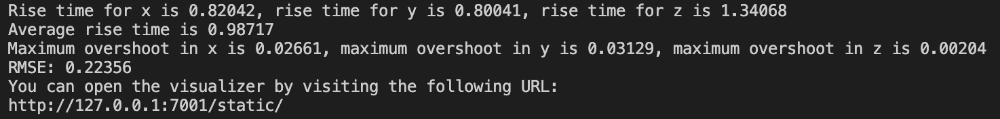 Rise time for x is 0.82042, rise time for y is 0.80041, rise time for z is 1.34068
Average rise time is 0.98717
Maximum overshoot in x is 0.02661, maximum overshoot in y is 0.03129, maximum overshoot in z is 0.00204
RMSE: 0.22356
You can open the visualizer by visiting the following URL:
http://127.0.0.1:7001/static/